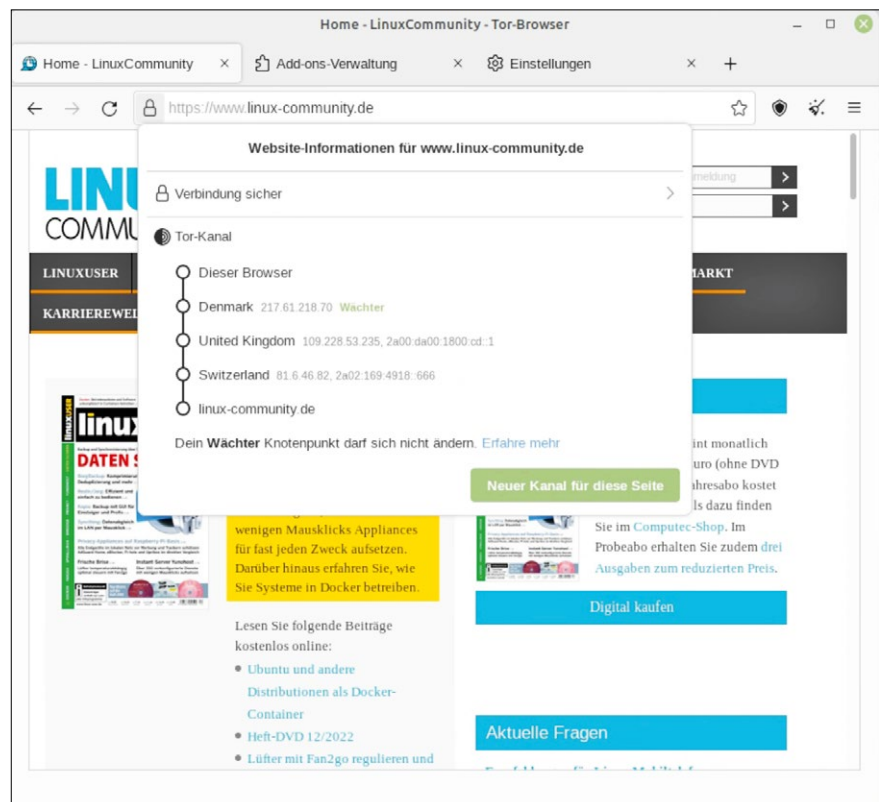 Home - LinuxCommunity - Tor-Browser
Home - LinuxCommunity
Add-ons-Verwaltung
Einstellungen
https://www.linux-community.de
Website-Informationen für www.linux-community.de
Verbindung sicher
Tor-Kanal
Dieser Browser
Denmark 217.61.218.70 Wächter
United Kingdom 109.228.53.235, 2a00:da00:1800:cd::1
Switzerland 81.6.46.82, 2a02:169:4918::666
linux-community.de
Dein Wächter Knotenpunkt darf sich nicht ändern. Erfahre mehr
Neuer Kanal für diese Seite
LIN
COMMU
meldung
LINUXUSER
MARKT
KARRIEREWEL
linux
DATEN
wenigen Mausklicks Appliances
für fast jeden Zweck aufsetzen.
Darüber hinaus erfahren Sie, wie
Sie Systeme in Docker betreiben.
Lesen Sie folgende Beiträge
kostenlos online:
Ubuntu und andere
Distributionen als Docker-
Container
Heft-DVD 12/2022
Lüfter mit Fan2go regulieren und
int monatlich
uro (ohne DVD
ahresabo kostet
ls dazu finden
Sie im Computec-Shop. Im
Probeabo erhalten Sie zudem drei
Ausgaben zum reduzierten Preis.
Digital kaufen
Aktuelle Fragen